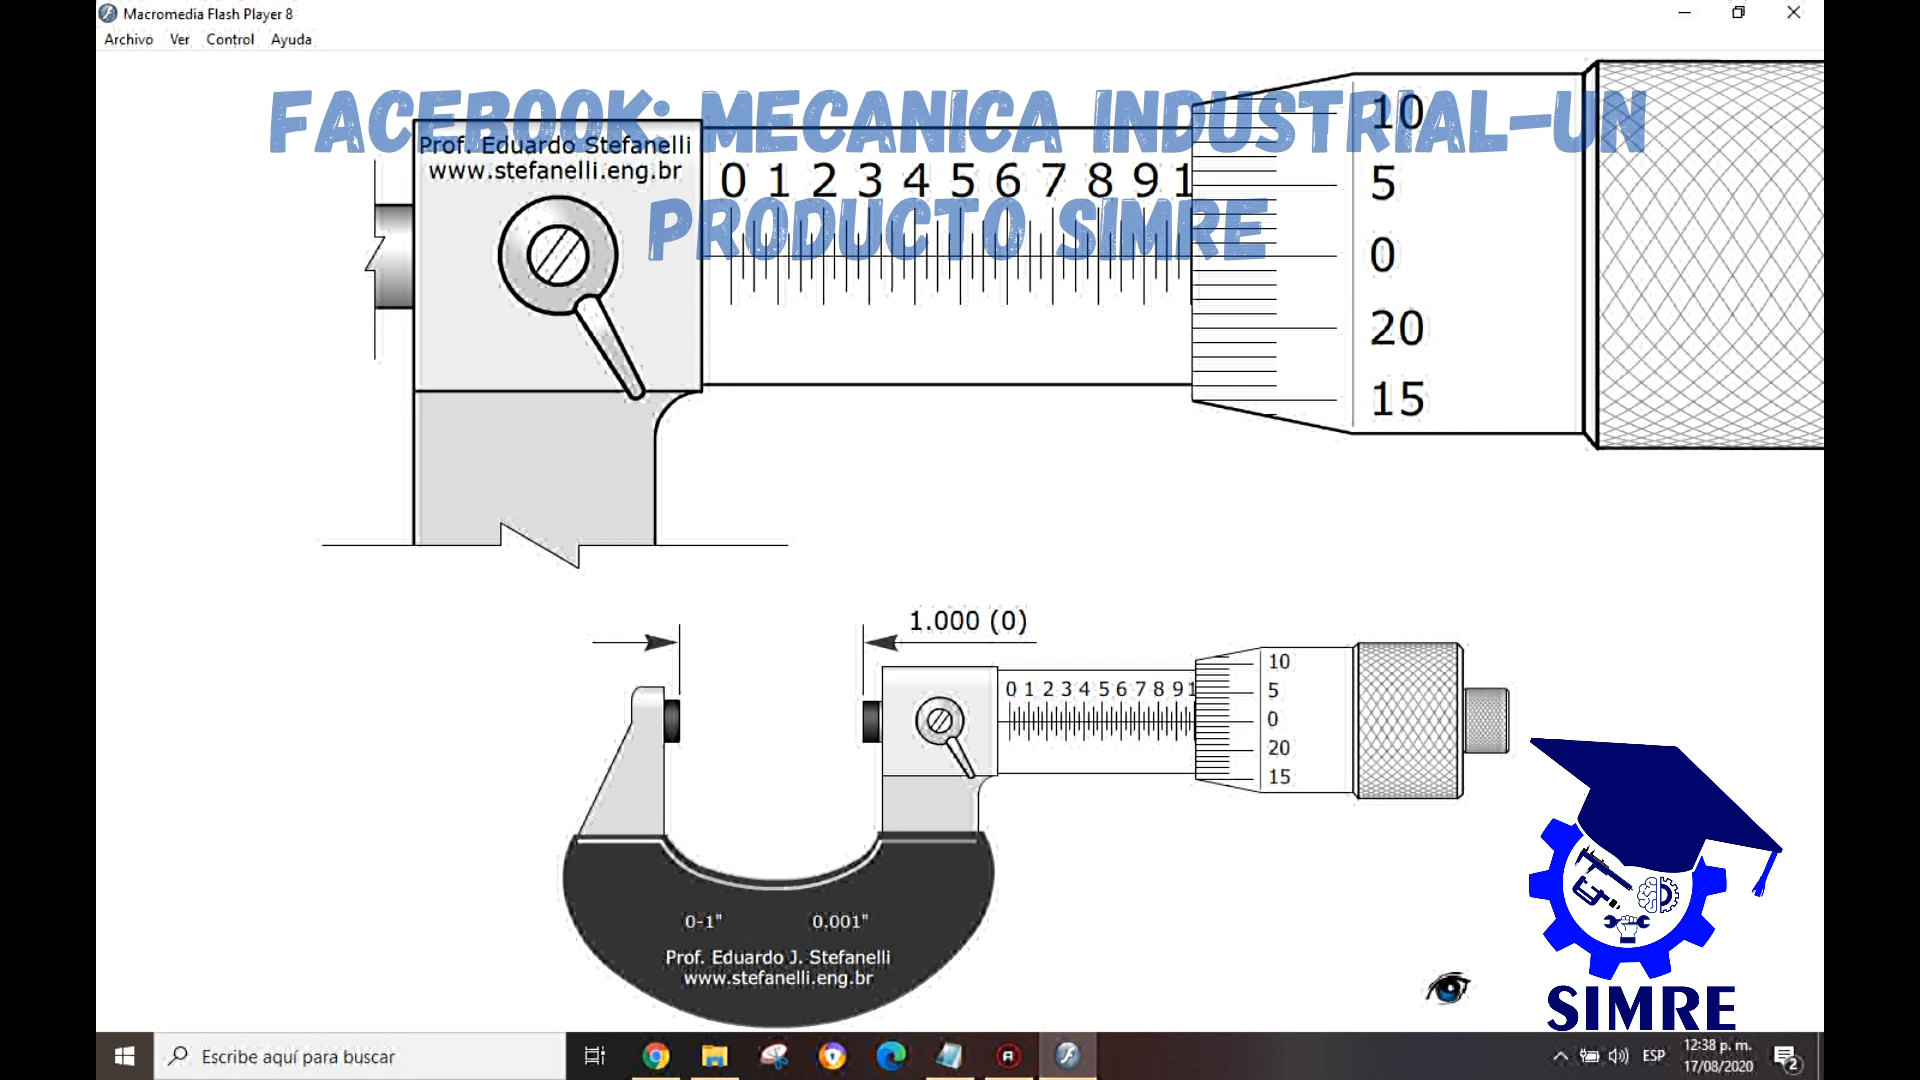 Macromedia Flash Player 8
Archivo Ver Control Ayuda
FACEBOOK: MECANICA INDUSTRIAL-UN
PRODUCTO SIMRE
Prof. Eduardo Stefanelli
www.stefanelli.eng.br
0 1 2 3 4 5 6 7 8 9 1
10
5
0
20
15
1.000 (0)
0 1 2 3 4 5 6 7 8 9 1
10
5
0
20
15
0-1" 0.001"
Prof. Eduardo J. Stefanelli
www.stefanelli.eng.br
SIMRE
Escribe aquí para buscar
ESP
12:38 p. m.
17/08/2020
2